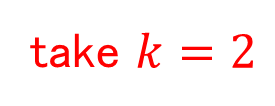 take k = 2